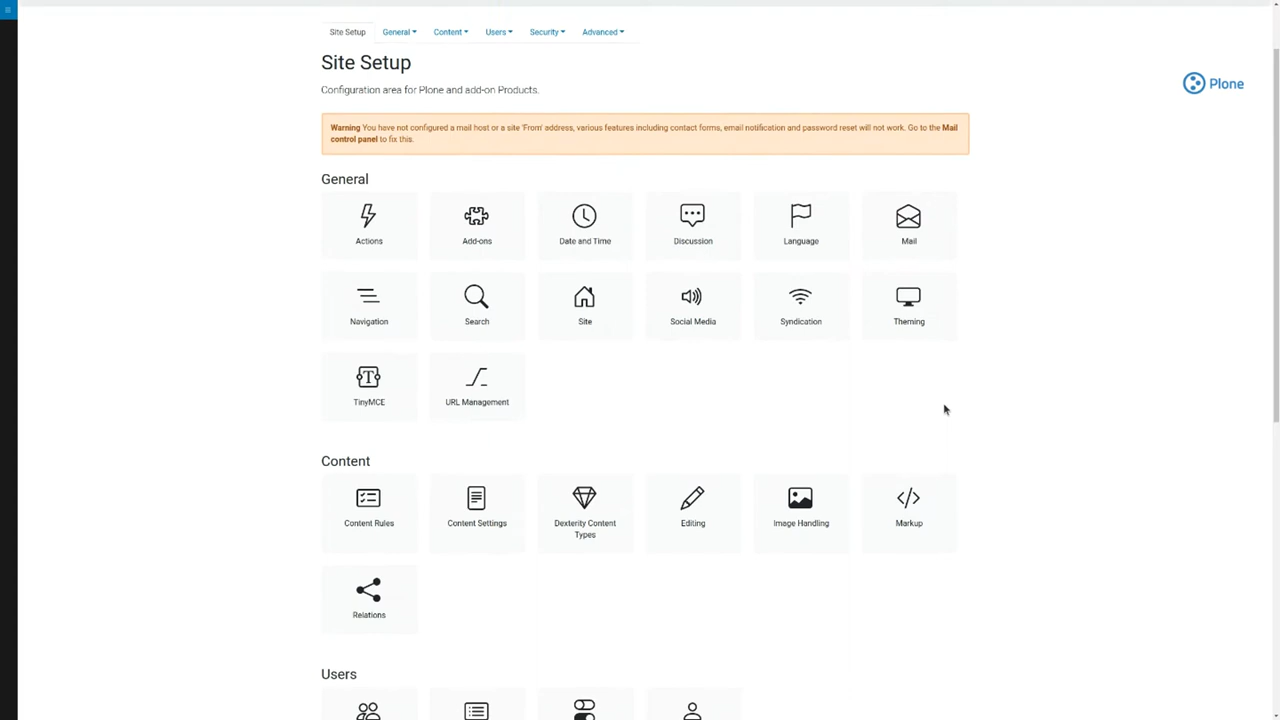 Site Setup General Content Users Security Advanced
Site Setup
Plone
Configuration area for Plone and add-on Products.
Warning You have not configured a mail host or a site 'From' address, various features including contact forms, email notification and password reset will not work. Go to the Mail
control panel to fix this.
General
Actions Add-ons Date and Time Discussion Language Mail
Navigation Search Site Social Media Syndication Theming
T
TinyMCE URL Management
Content
Content Rules Content Settings Dexterity Content Editing Image Handling Markup
Types
Relations
Users